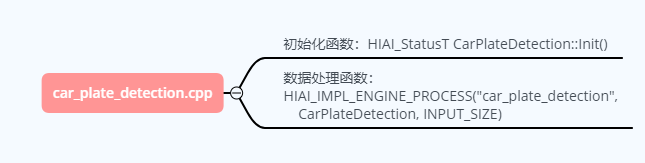 car_plate_detection.cpp
初始化函数：HIAI_StatusT CarPlateDetection::Init()
数据处理函数：
HIAI_IMPL_ENGINE_PROCESS("car_plate_detection",
CarPlateDetection, INPUT_SIZE)